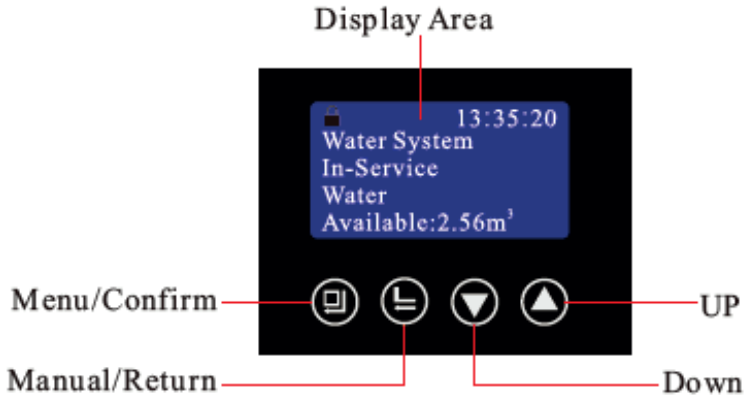 Display Area
13:35:20
Water System
In-Service
Water
Available:2.56m³
Menu/Confirm
UP
Manual/Return
Down